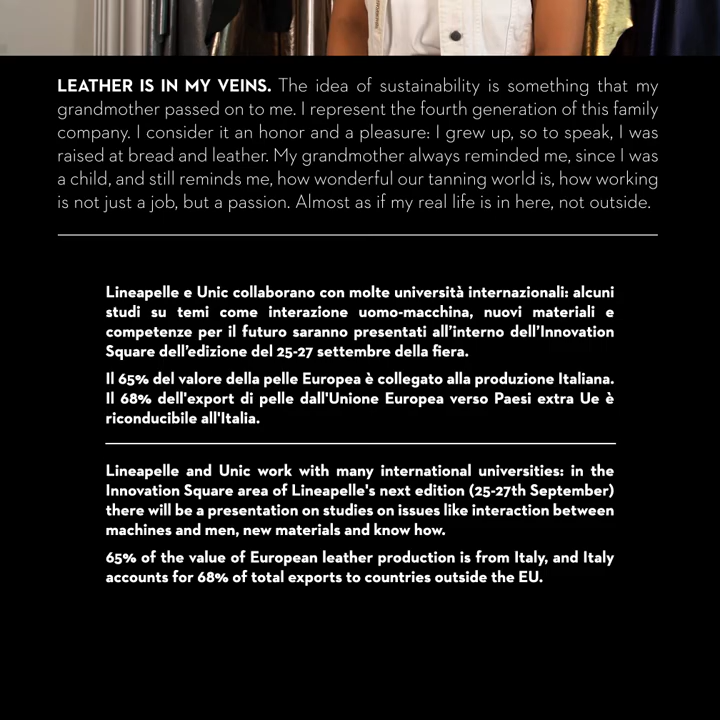 LEATHER IS IN MY VEINS. The idea of sustainability is something that my
grandmother passed on to me. I represent the fourth generation of this family
company. I consider it an honor and a pleasure: I grew up, so to speak, I was
raised at bread and leather. My grandmother always reminded me, since I was
a child, and still reminds me, how wonderful our tanning world is, how working
is not just a job, but a passion. Almost as if my real life is in here, not outside.
Lineapelle e Unic collaborano con molte università internazionali: alcuni
studi su temi come interazione uomo-macchina, nuovi materiali e
competenze per il futuro saranno presentati all'interno dell'Innovation
Square dell'edizione del 25-27 settembre della fiera.
Il 65% del valore della pelle Europea è collegato alla produzione Italiana.
Il 68% dell'export di pelle dall'Unione Europea verso Paesi extra Ue è
riconducibile all'Italia.
Lineapelle and Unic work with many international universities: in the
Innovation Square area of Lineapelle's next edition (25-27th September)
there will be a presentation on studies on issues like interaction between
machines and men, new materials and know how.
65% of the value of European leather production is from Italy, and Italy
accounts for 68% of total exports to countries outside the EU.